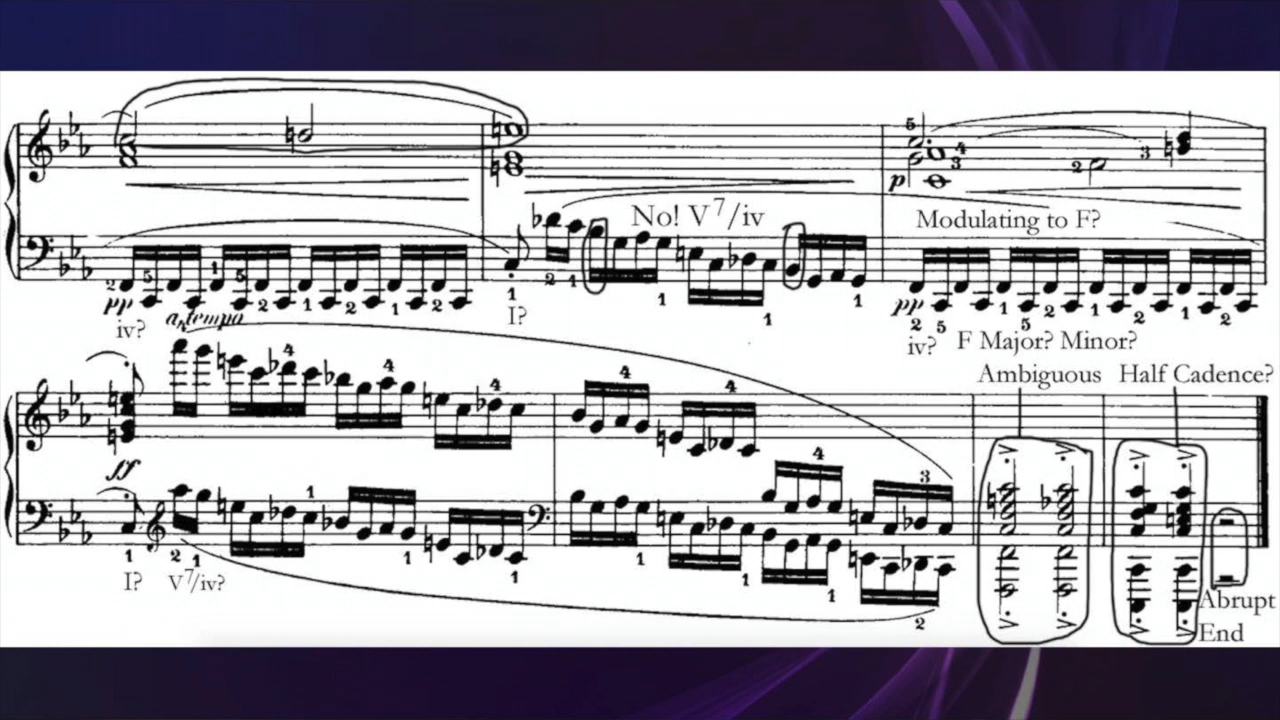 No! V7/iv
p
Modulating to F?
pp
iv?
a tempo
I?
pp
iv?
F Major? Minor?
Ambiguous
Half Cadence?
ff
I?
V7/iv?
Abrupt
End